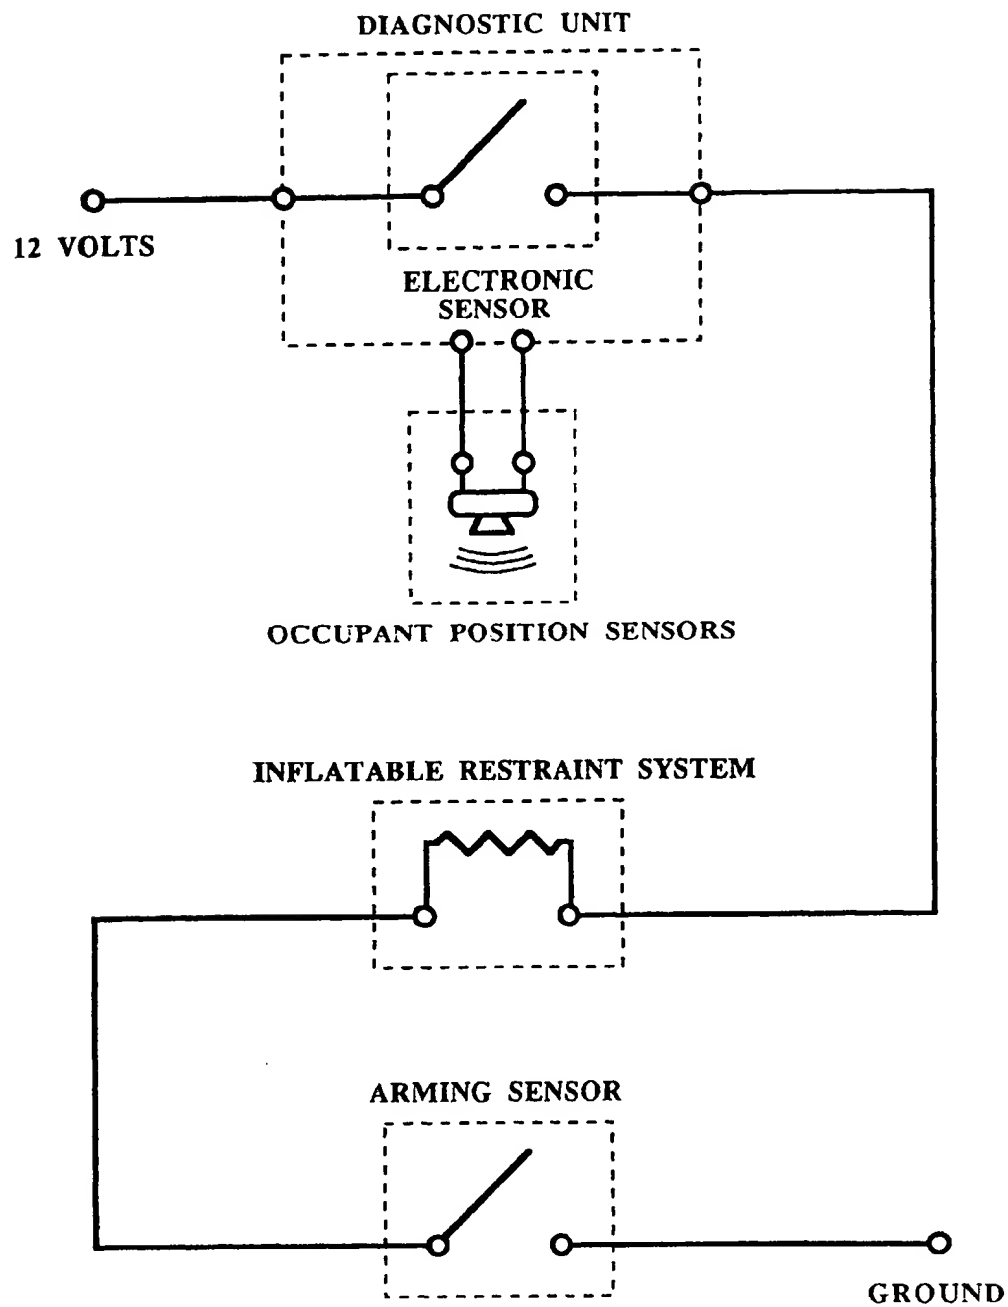 DIAGNOSTIC UNIT
12 VOLTS
ELECTRONIC
SENSOR
OCCUPANT POSITION SENSORS
INFLATABLE RESTRAINT SYSTEM
ARMING SENSOR
GROUND